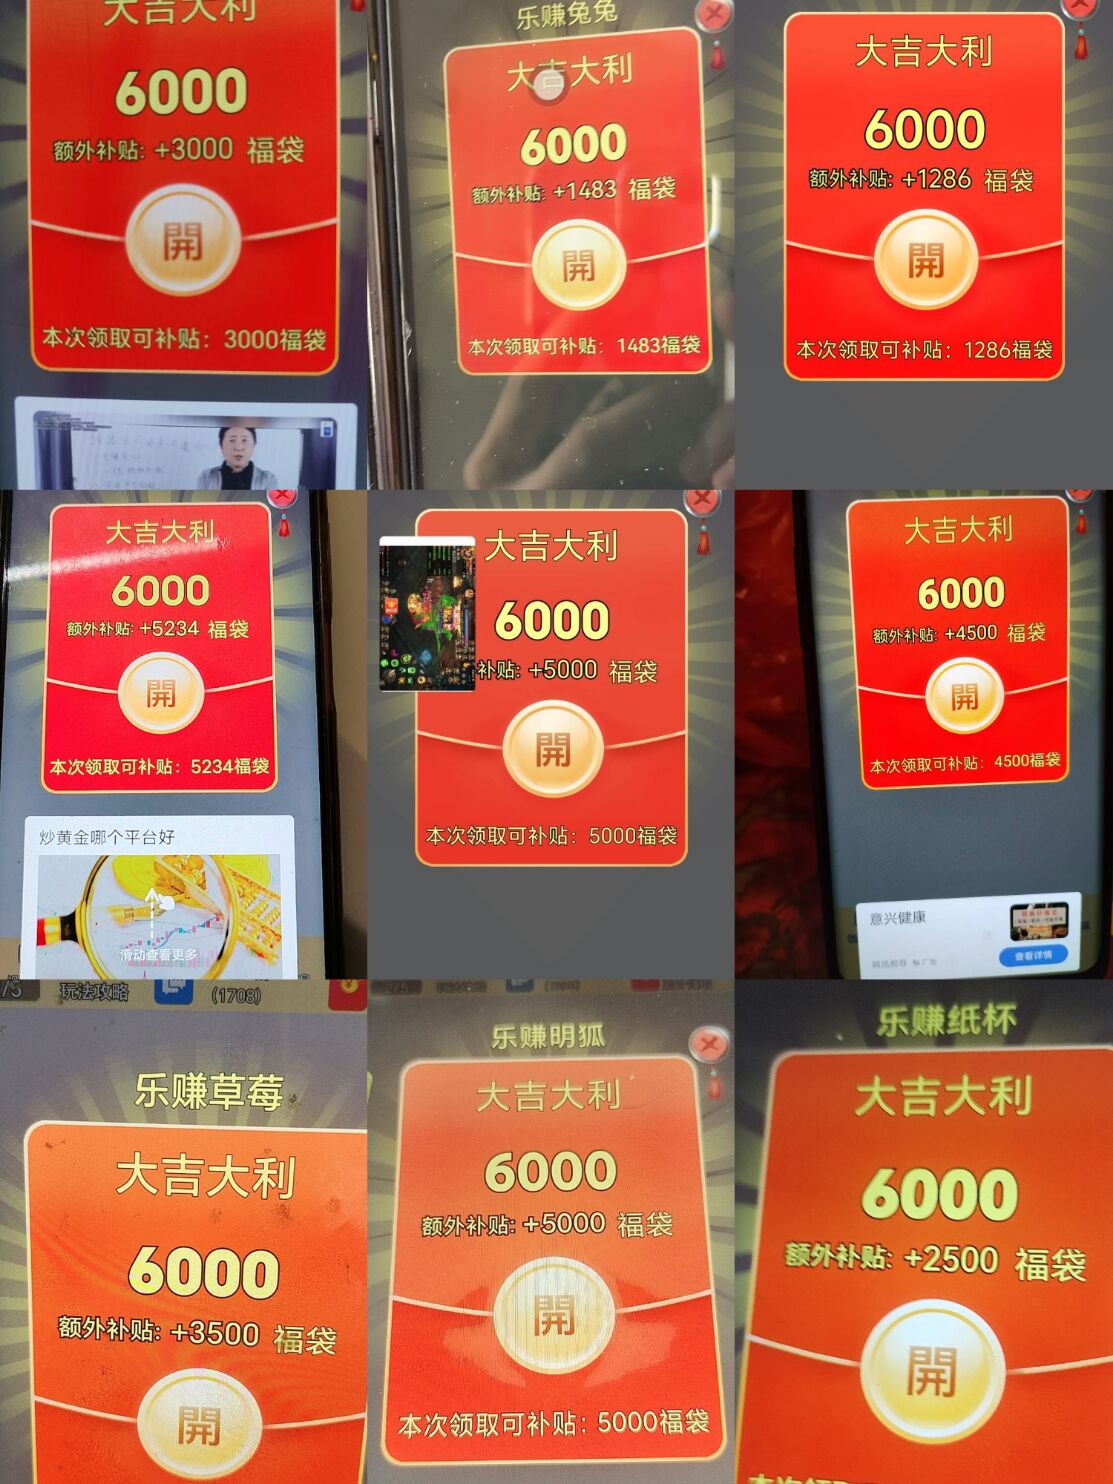 大吉大利
6000
额外补贴: +3000 福袋
開
本次领取可补贴: 3000福袋
乐赚兔兔
大吉大利
6000
额外补贴: +1483 福袋
開
本次领取可补贴: 1483福袋
大吉大利
6000
额外补贴: +1286 福袋
開
本次领取可补贴: 1286福袋
大吉大利
6000
额外补贴: +5234 福袋
開
本次领取可补贴: 5234福袋
炒黄金哪个平台好
滑动查看更多
大吉大利
6000
补贴: +5000 福袋
開
本次领取可补贴: 5000福袋
大吉大利
6000
额外补贴: +4500 福袋
開
本次领取可补贴: 4500福袋
意兴健康
精选推荐 广告
查看详情
/5 玩法攻略 (1708)
乐赚草莓
大吉大利
6000
额外补贴: +3500 福袋
開
2/5 玩法攻略
乐赚明狐
大吉大利
6000
额外补贴: +5000 福袋
開
本次领取可补贴: 5000福袋
乐赚纸杯
大吉大利
6000
额外补贴: +2500 福袋
開